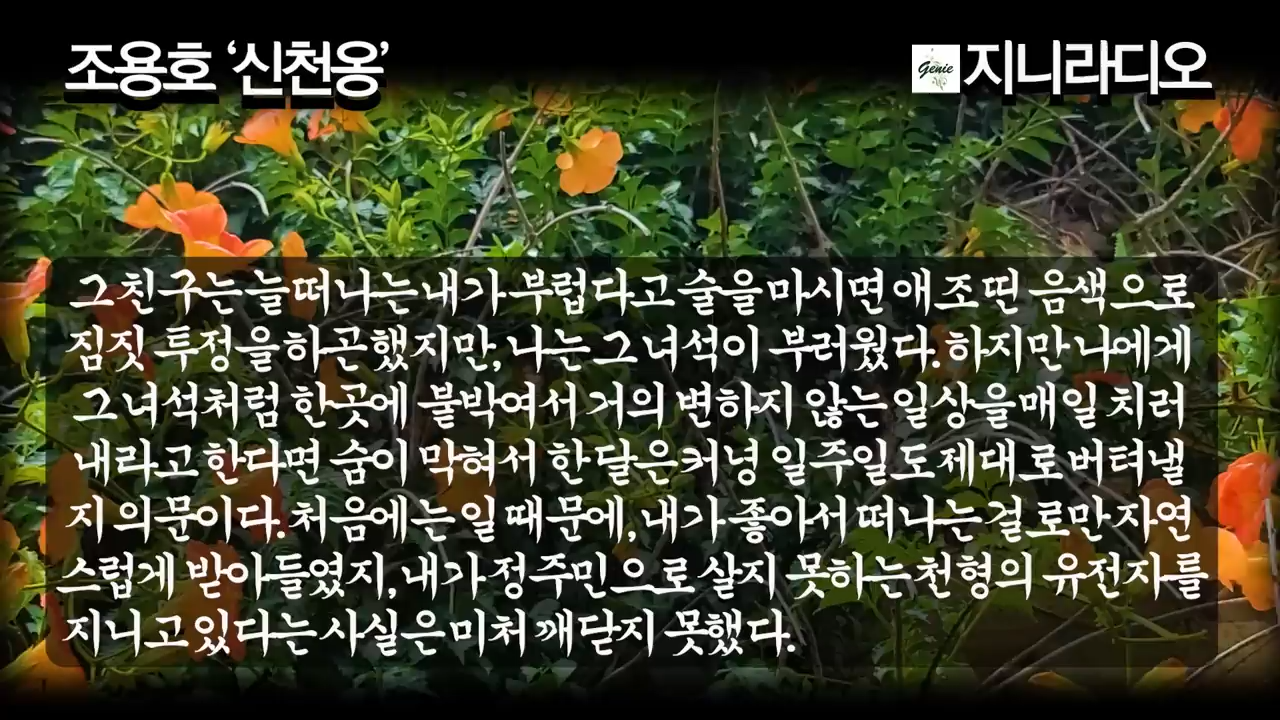 조용호 ‘신천옹’
Genie 지니라디오
그 친구는 늘 떠나는 내가 부럽다고 술을 마시면 애조 띤 음색으로
짐짓 투정을 하곤 했지만, 나는 그 녀석이 부러웠다. 하지만 나에게
그 녀석처럼 한곳에 붙박여서 거의 변하지 않는 일상을 매일 치러
내라고 한다면 숨이 막혀서 한 달은커녕 일주일도 제대로 버텨낼
지 의문이다. 처음에는 일 때문에, 내가 좋아서 떠나는 걸로만 자연
스럽게 받아들였지, 내가 정주민으로 살지 못하는 천형의 유전자를
지니고 있다는 사실은 미처 깨닫지 못했다.